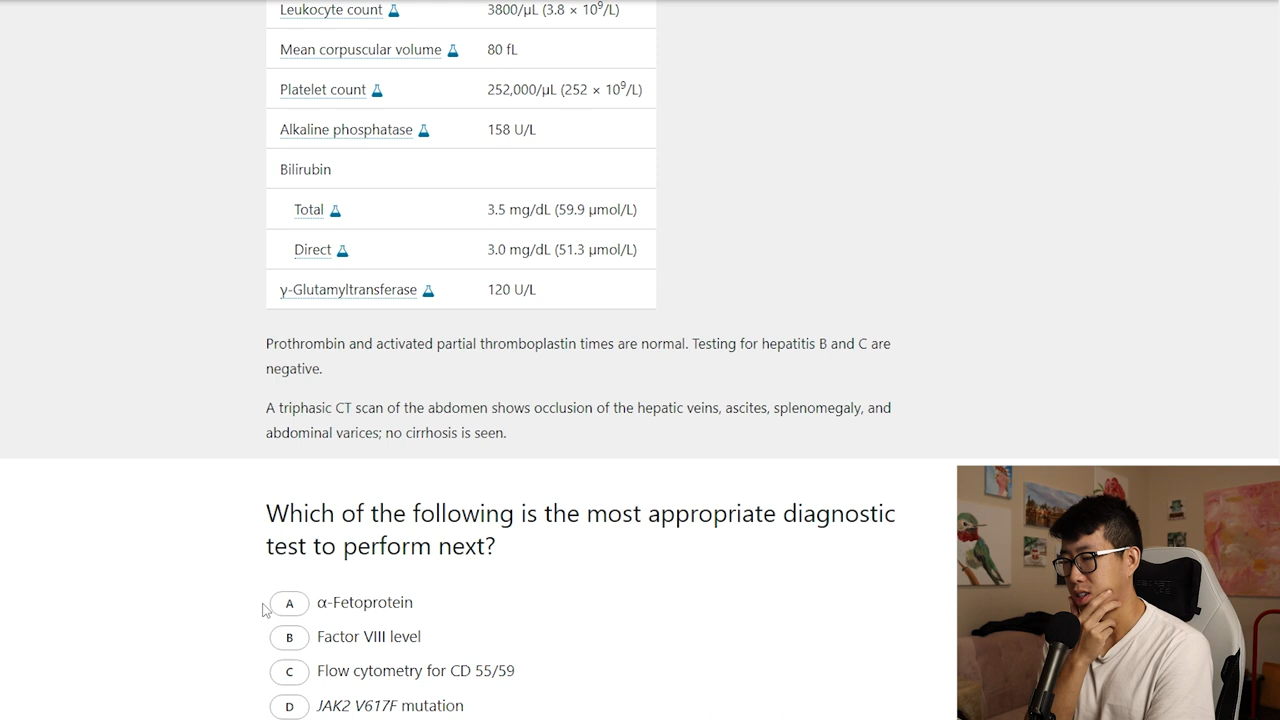 Leukocyte count 3800/µL (3.8 × 10⁹/L)
Mean corpuscular volume 80 fL
Platelet count 252,000/µL (252 × 10⁹/L)
Alkaline phosphatase 158 U/L
Bilirubin
Total 3.5 mg/dL (59.9 µmol/L)
Direct 3.0 mg/dL (51.3 µmol/L)
γ-Glutamyltransferase 120 U/L
Prothrombin and activated partial thromboplastin times are normal. Testing for hepatitis B and C are
negative.
A triphasic CT scan of the abdomen shows occlusion of the hepatic veins, ascites, splenomegaly, and
abdominal varices; no cirrhosis is seen.
Which of the following is the most appropriate diagnostic
test to perform next?
A α-Fetoprotein
B Factor VIII level
C Flow cytometry for CD 55/59
D JAK2 V617F mutation